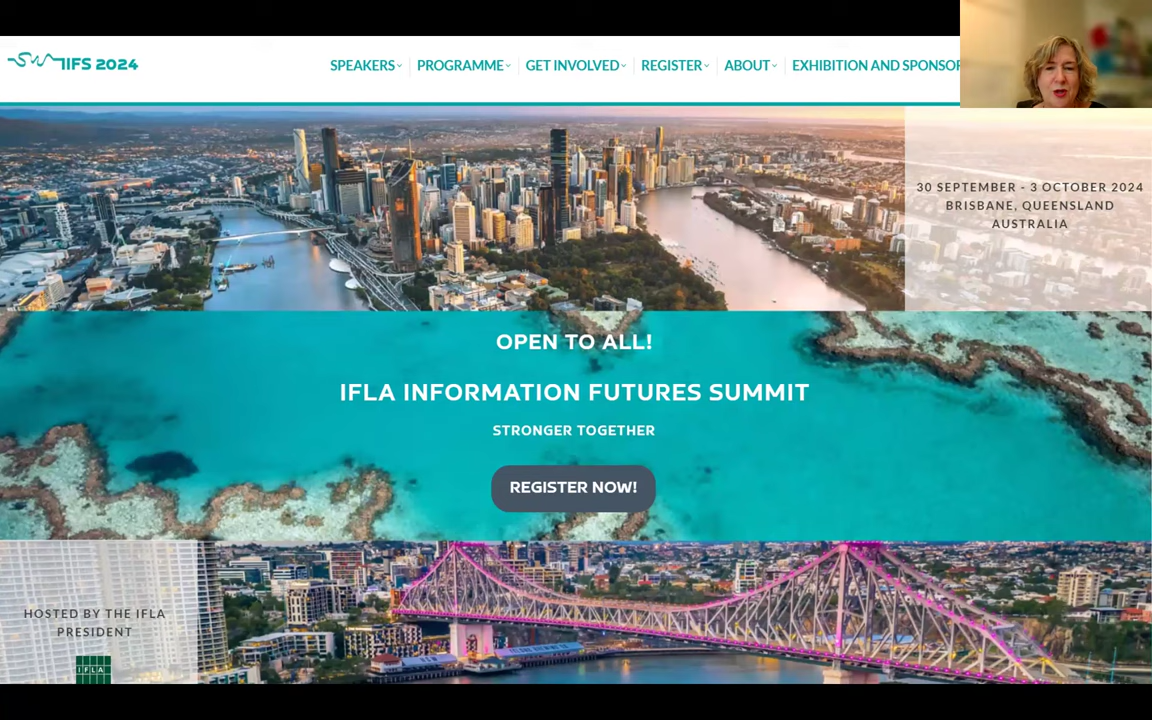 IFS 2024
SPEAKERS
PROGRAMME
GET INVOLVED
REGISTER
ABOUT
EXHIBITION AND SPONSOR
30 SEPTEMBER - 3 OCTOBER 2024
BRISBANE, QUEENSLAND
AUSTRALIA
OPEN TO ALL!
IFLA INFORMATION FUTURES SUMMIT
STRONGER TOGETHER
REGISTER NOW!
HOSTED BY THE IFLA
PRESIDENT
IFLA